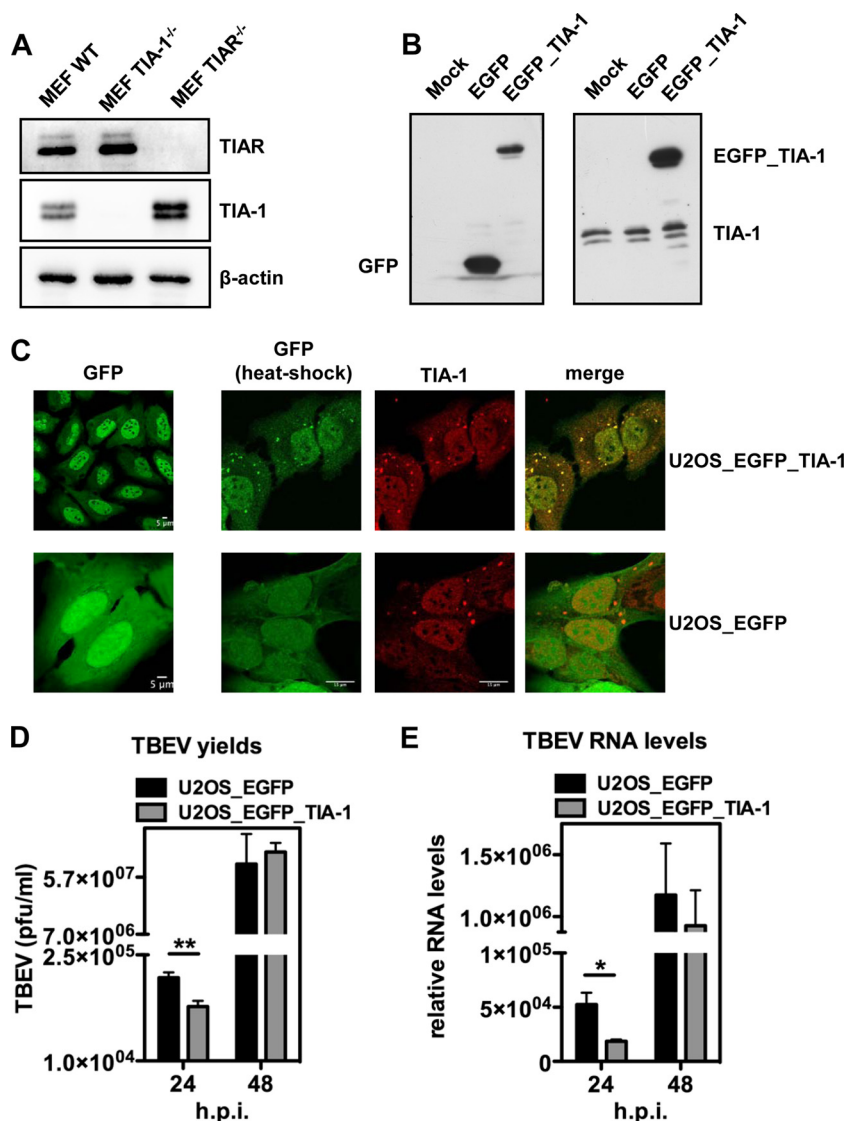 A
MEF WT
MEF TIA-1-/-
MEF TIAR-/-
TIAR
TIA-1
β-actin
B
Mock
EGFP
EGFP_TIA-1
Mock
EGFP
EGFP_TIA-1
EGFP_TIA-1
TIA-1
GFP
C
GFP
GFP
(heat-shock)
TIA-1
merge
5 µm
U2OS_EGFP_TIA-1
5 µm
U2OS_EGFP
D
TBEV yields
U2OS_EGFP
U2OS_EGFP_TIA-1
TBEV (pfu/ml)
5.7×10⁰⁷
7.0×10⁰⁶
2.5×10⁰⁵
1.0×10⁰⁴
**
24
48
h.p.i.
E
TBEV RNA levels
U2OS_EGFP
U2OS_EGFP_TIA-1
relative RNA levels
1.5×10⁰⁶
1.0×10⁰⁶
1×10⁰⁵
5×10⁰⁴
0
*
24
48
h.p.i.